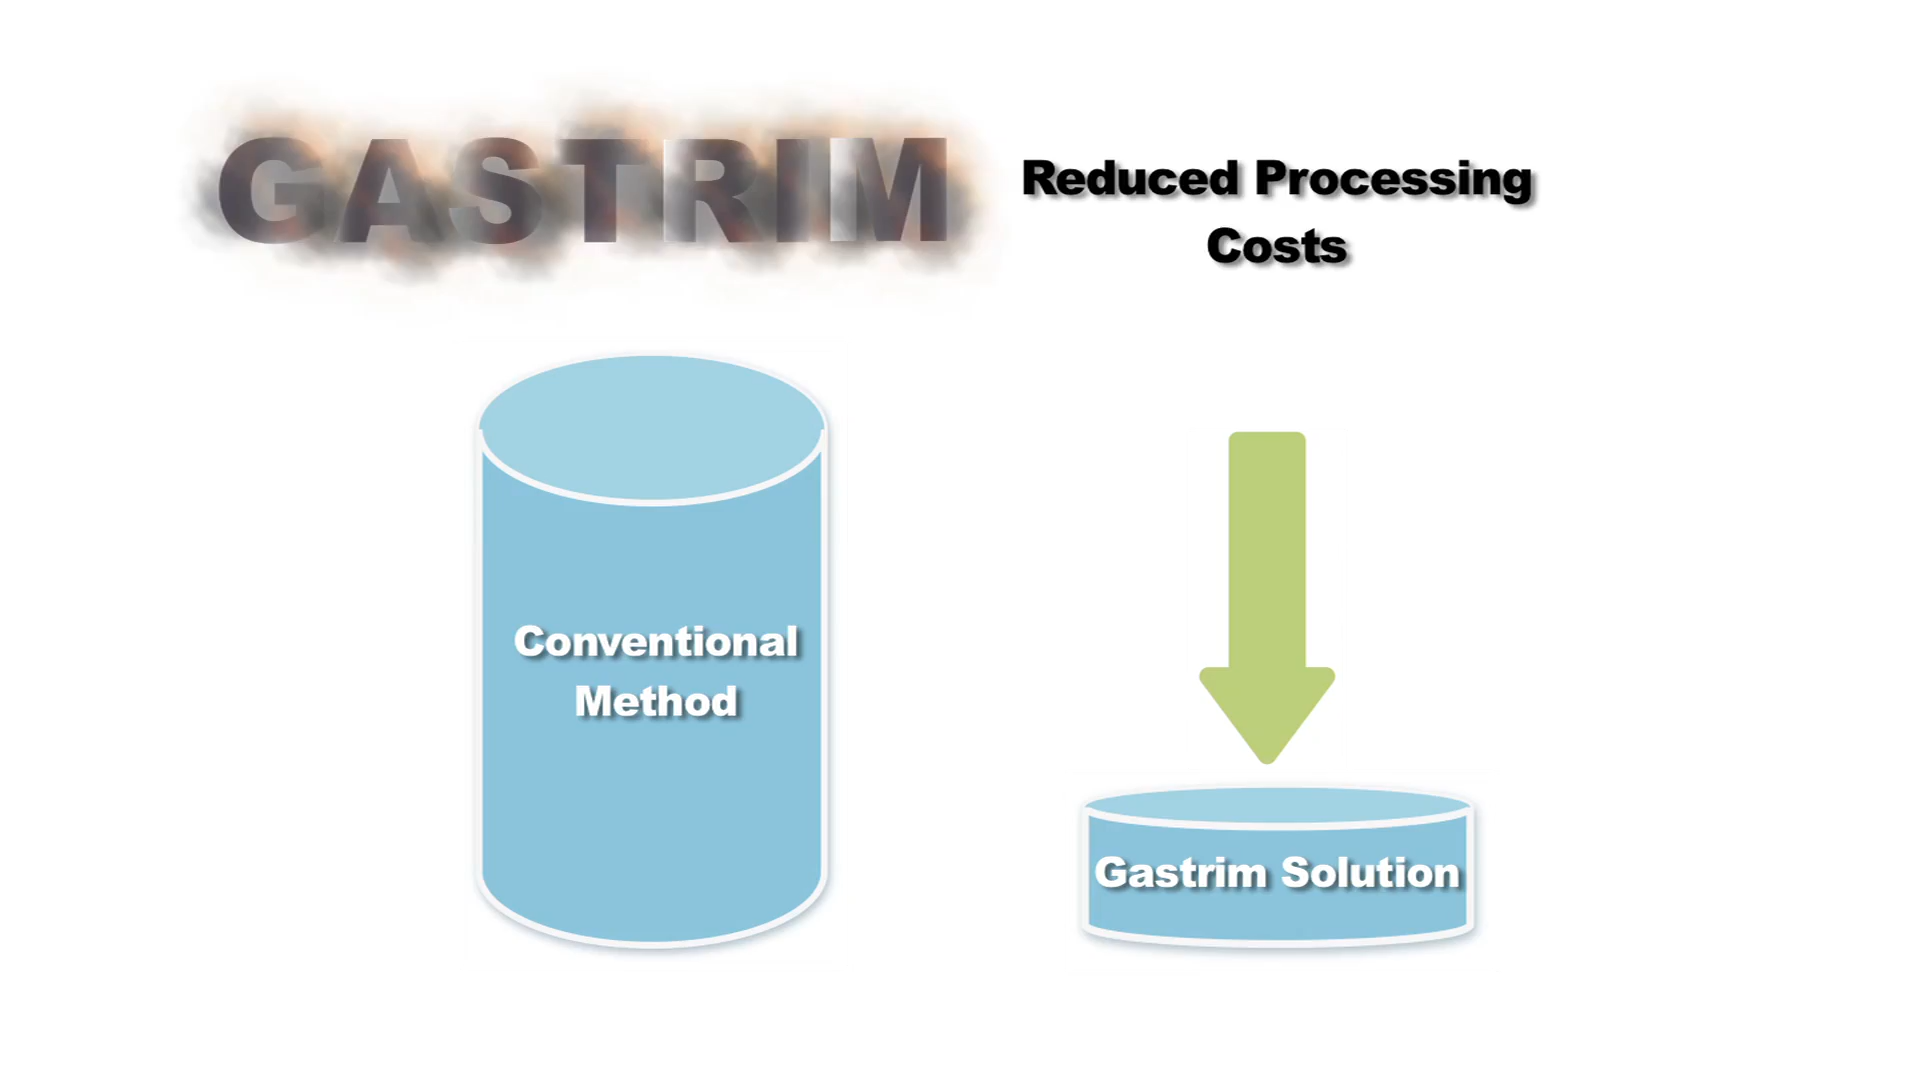 GASTRIM
Reduced Processing
Costs
Conventional
Method
Gastrim Solution